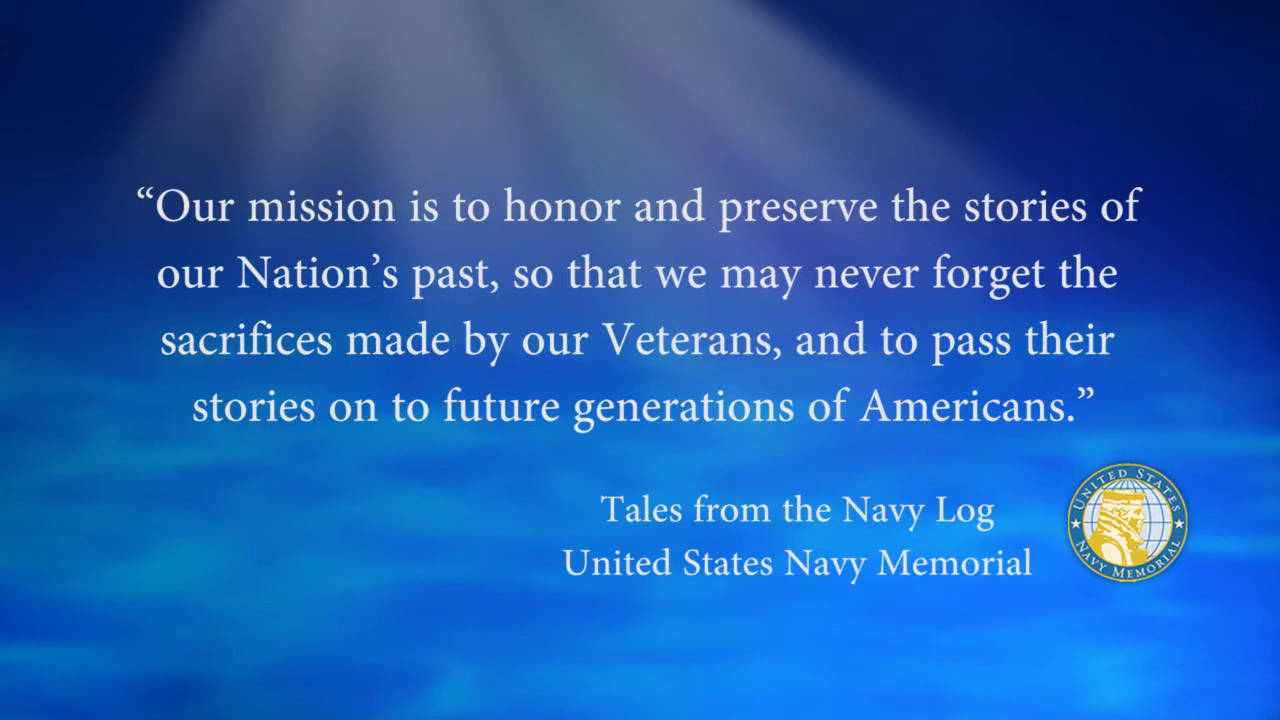 “Our mission is to honor and preserve the stories of
our Nation’s past, so that we may never forget the
sacrifices made by our Veterans, and to pass their
stories on to future generations of Americans.”
Tales from the Navy Log
United States Navy Memorial
UNITED STATES
NAVY MEMORIAL